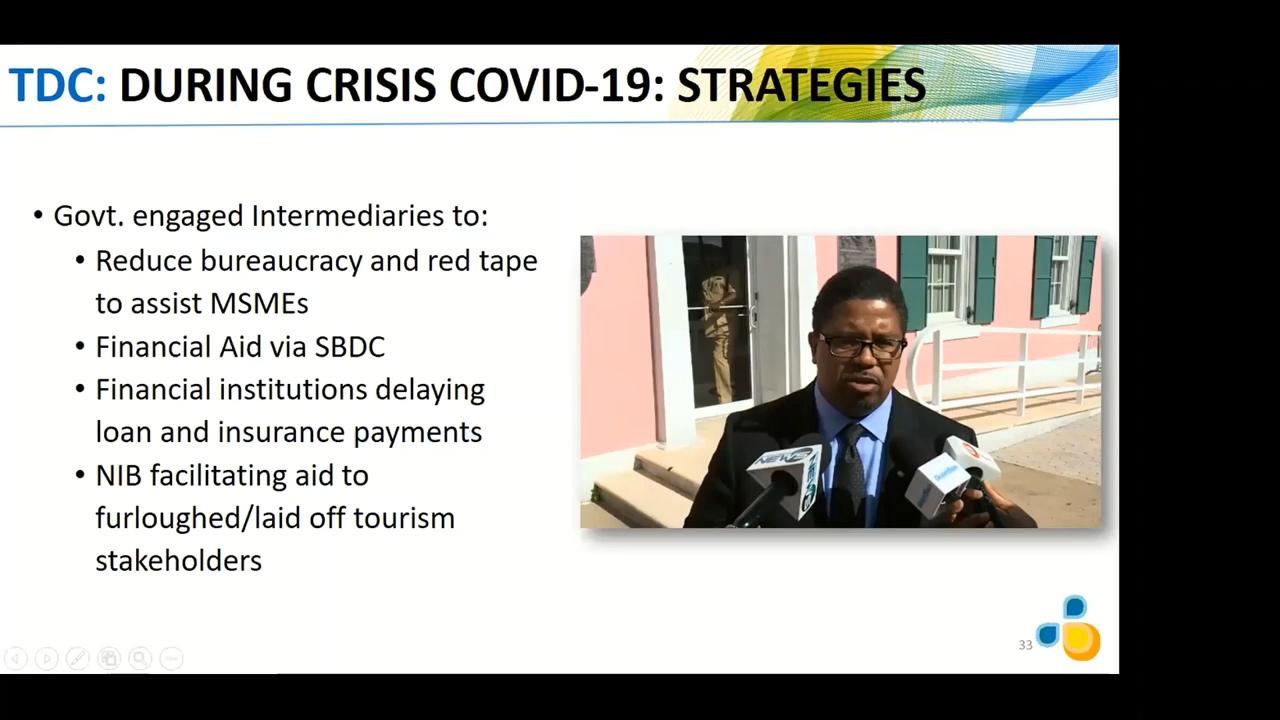 TDC: DURING CRISIS COVID-19: STRATEGIES
• Govt. engaged Intermediaries to:
• Reduce bureaucracy and red tape
to assist MSMEs
• Financial Aid via SBDC
• Financial institutions delaying
loan and insurance payments
• NIB facilitating aid to
furloughed/laid off tourism
stakeholders
NEWS
33